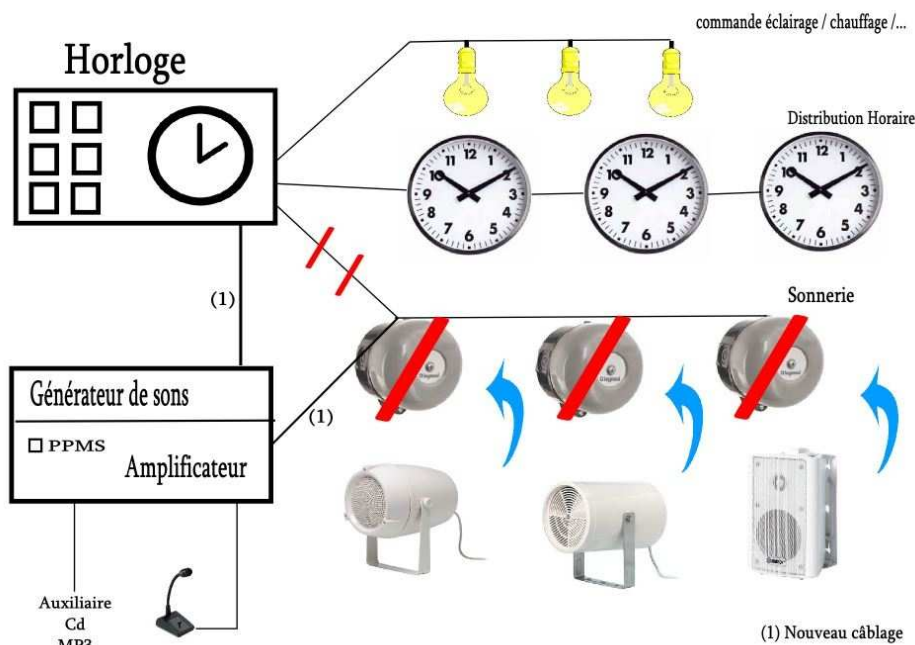 commande éclairage / chauffage /...
Horloge
Distribution Horaire
(1)
Sonnerie
Générateur de sons
(1)
PPMS
Amplificateur
Auxiliaire
Cd
MP3
(1) Nouveau câblage